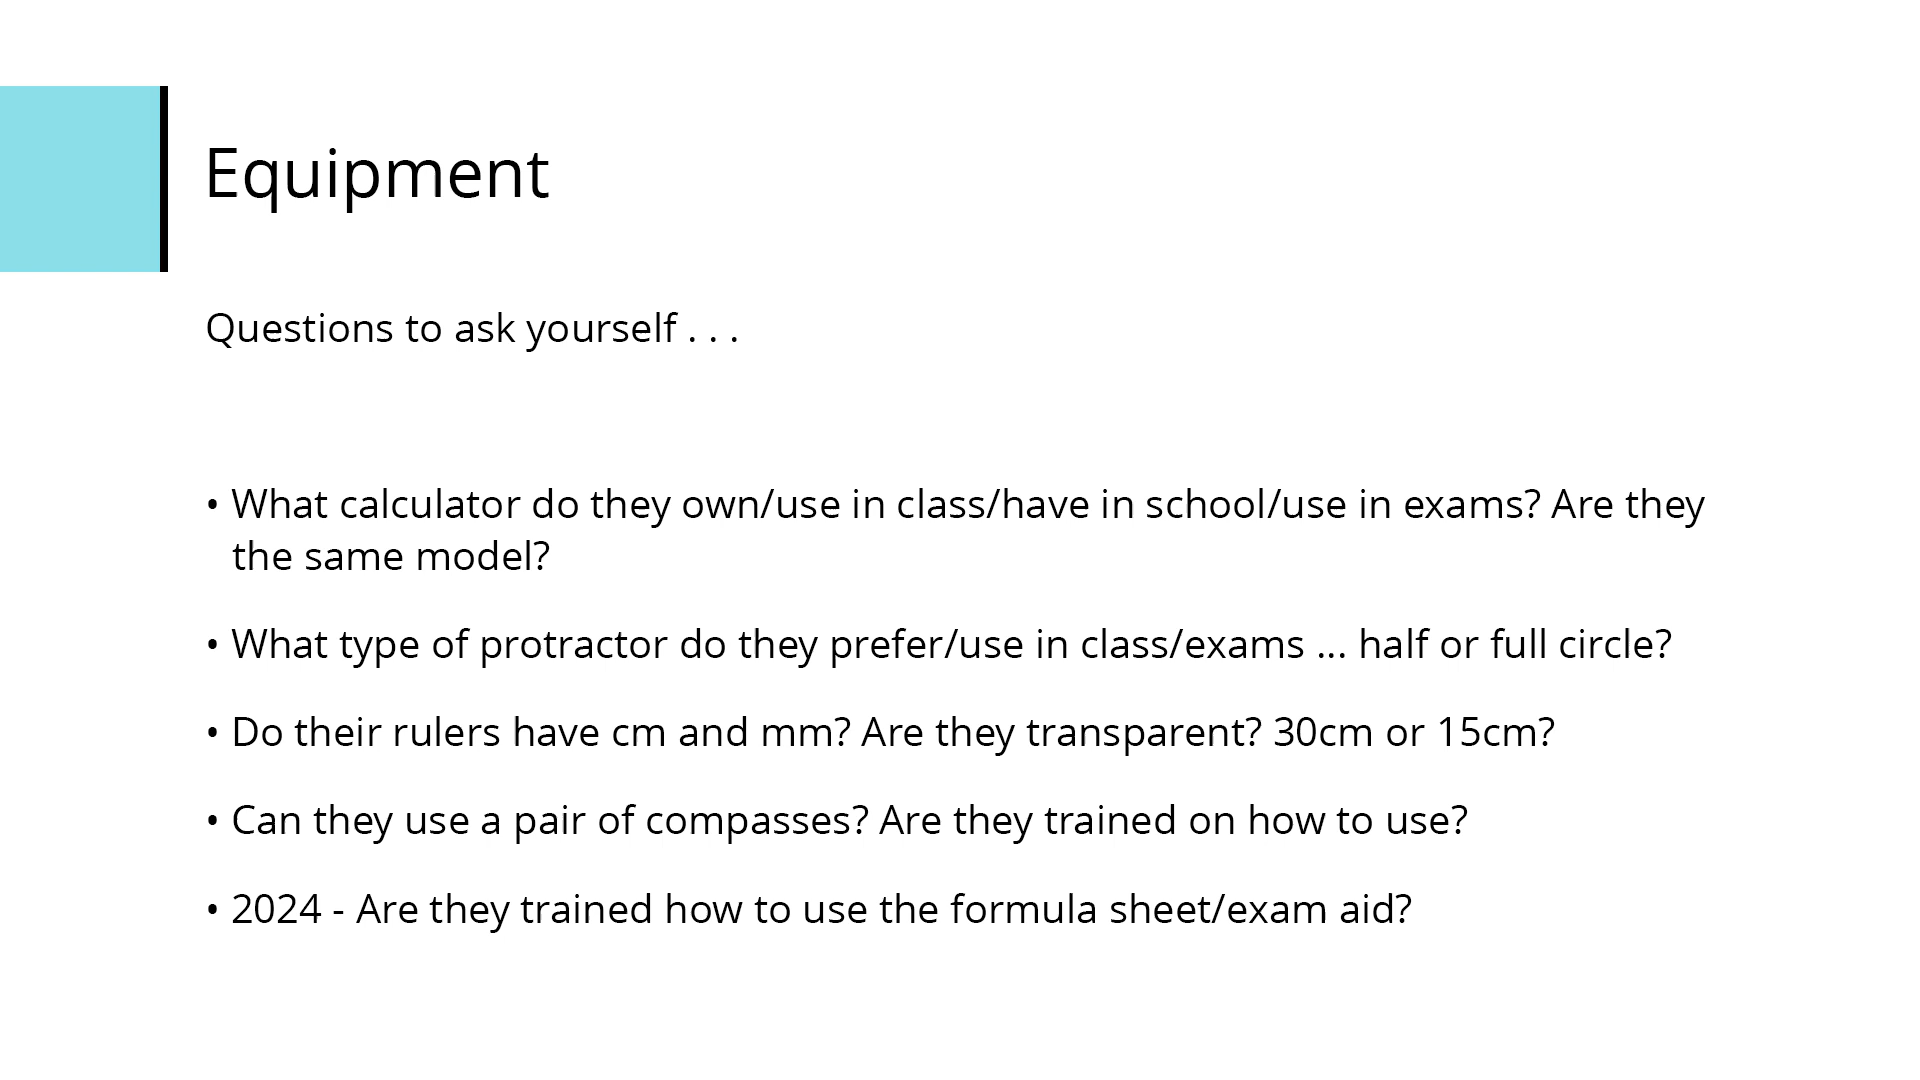 Equipment
Questions to ask yourself . . .
• What calculator do they own/use in class/have in school/use in exams? Are they
the same model?
• What type of protractor do they prefer/use in class/exams ... half or full circle?
• Do their rulers have cm and mm? Are they transparent? 30cm or 15cm?
• Can they use a pair of compasses? Are they trained on how to use?
• 2024 - Are they trained how to use the formula sheet/exam aid?